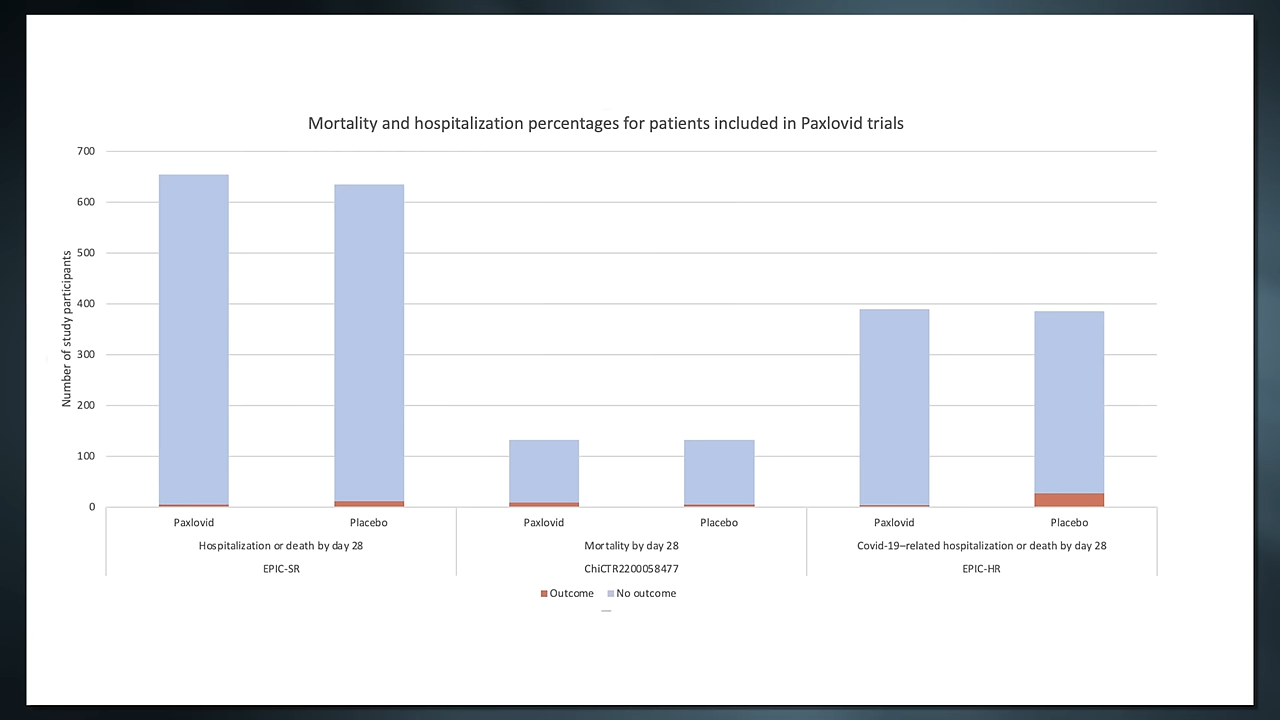 Mortality and hospitalization percentages for patients included in Paxlovid trials
Number of study participants
700
600
500
400
300
200
100
0
Paxlovid Placebo Paxlovid Placebo Paxlovid Placebo
Hospitalization or death by day 28 Mortality by day 28 Covid-19–related hospitalization or death by day 28
EPIC-SR ChiCTR2200058477 EPIC-HR
Outcome No outcome